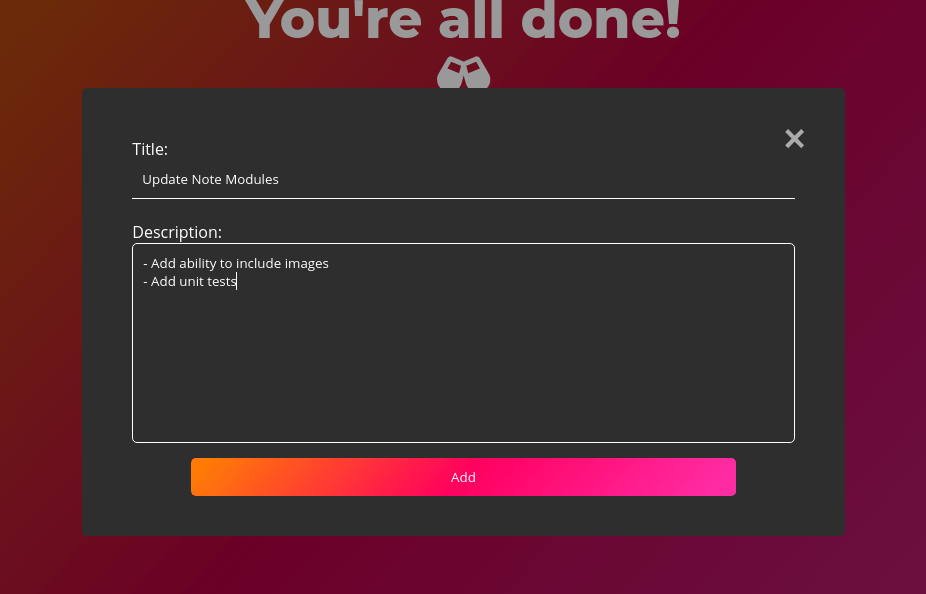 You're all done!
Title:
Update Note Modules
Description:
- Add ability to include images
- Add unit tests
Add